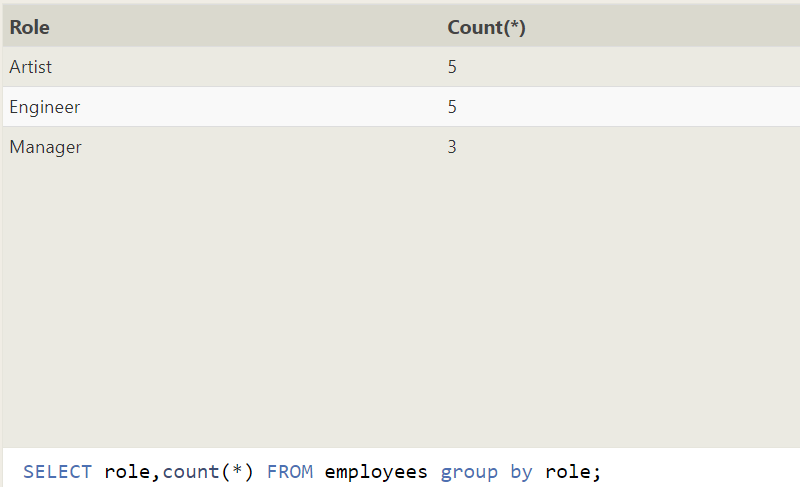 Role Count(*)
Artist 5
Engineer 5
Manager 3
SELECT role,count(*) FROM employees group by role;